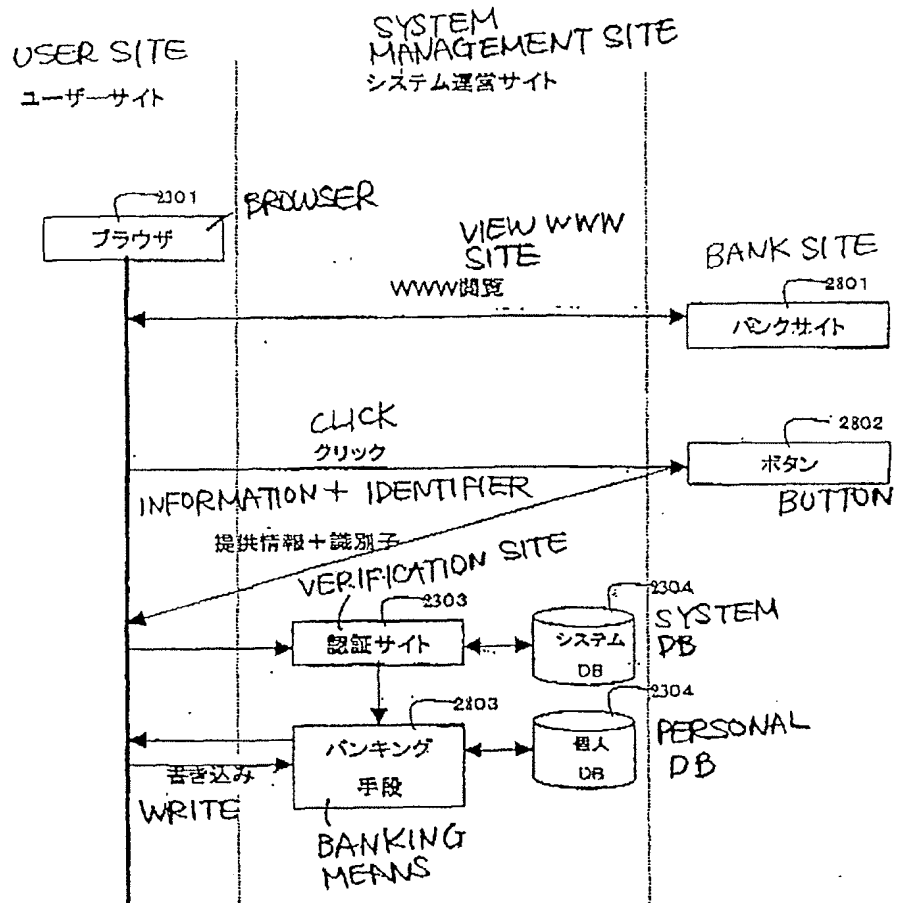 USER SITE
ユーザーサイト
SYSTEM
MANAGEMENT SITE
システム運営サイト
2301
BROWSER
ブラウザ
VIEW WWW
SITE
WWW閲覧
BANK SITE
2801
バンクサイト
CLICK
クリック
2802
ボタン
BUTTON
INFORMATION + IDENTIFIER
提供情報+識別子
VERIFICATION SITE
2303
認証サイト
2304
システム
DB
SYSTEM
DB
2803
バンキング
手段
2304
個人
DB
PERSONAL
DB
書き込み
WRITE
BANKING
MEANS